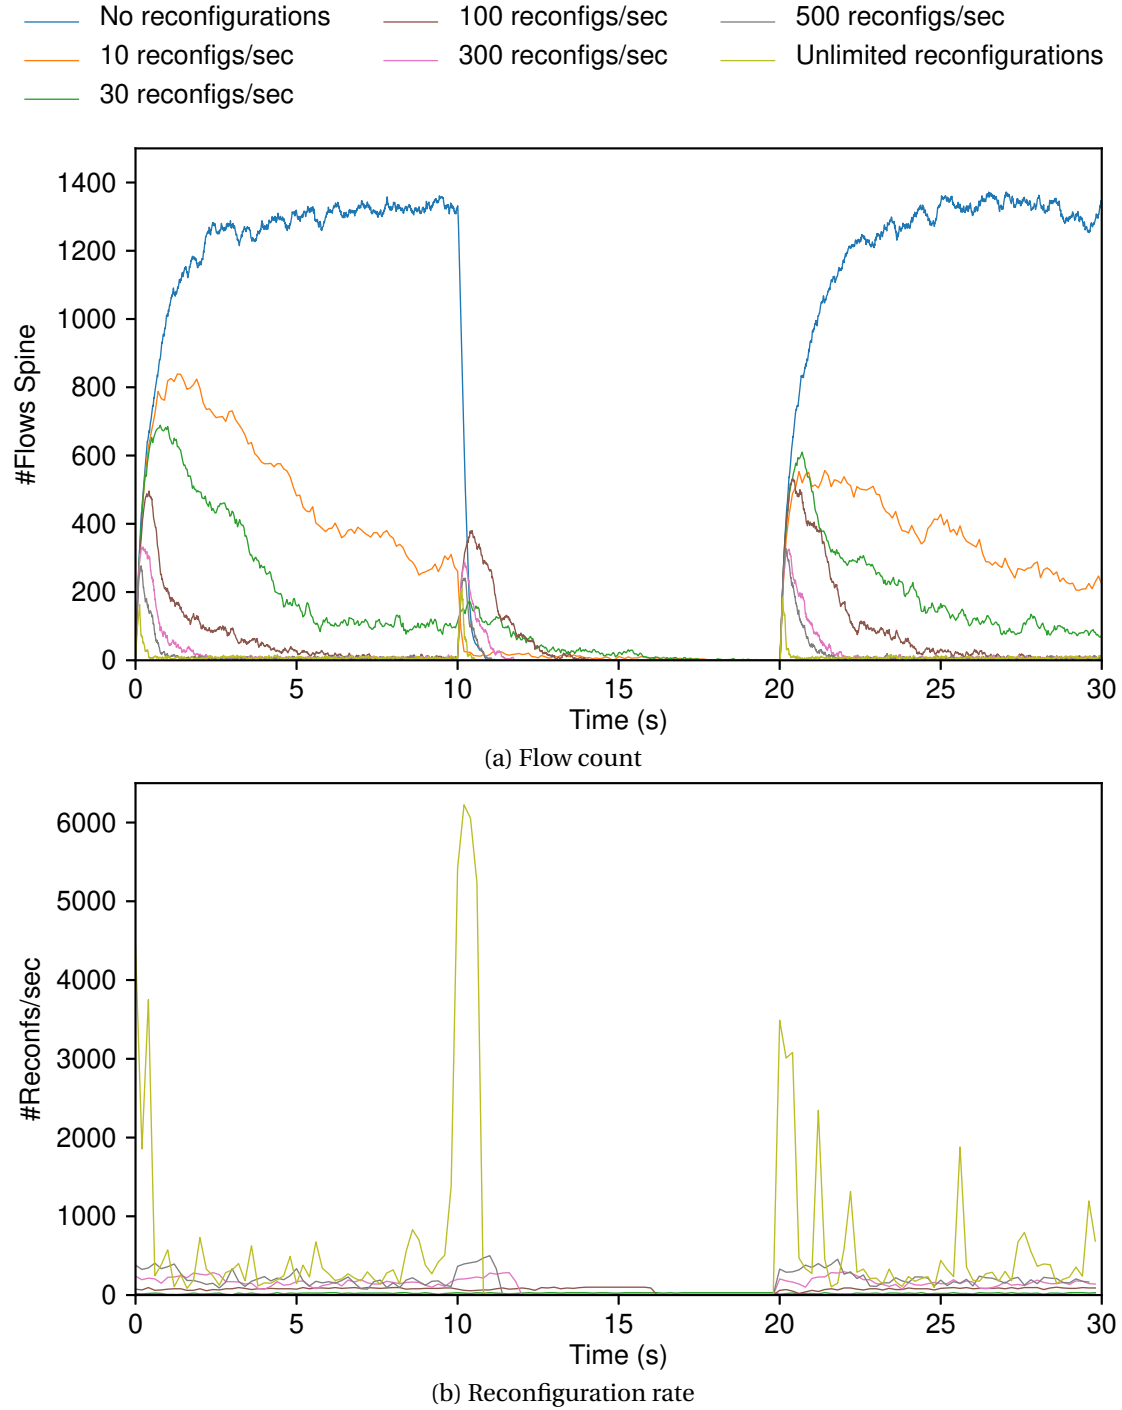 No reconfigurations 100 reconfigs/sec 500 reconfigs/sec
10 reconfigs/sec 300 reconfigs/sec Unlimited reconfigurations
30 reconfigs/sec
1400
1200
1000
800
600
400
200
0
#Flows Spine
0 5 10 15 20 25 30
Time (s)
(a) Flow count
6000
5000
4000
3000
2000
1000
0
#Reconfs/sec
0 5 10 15 20 25 30
Time (s)
(b) Reconfiguration rate